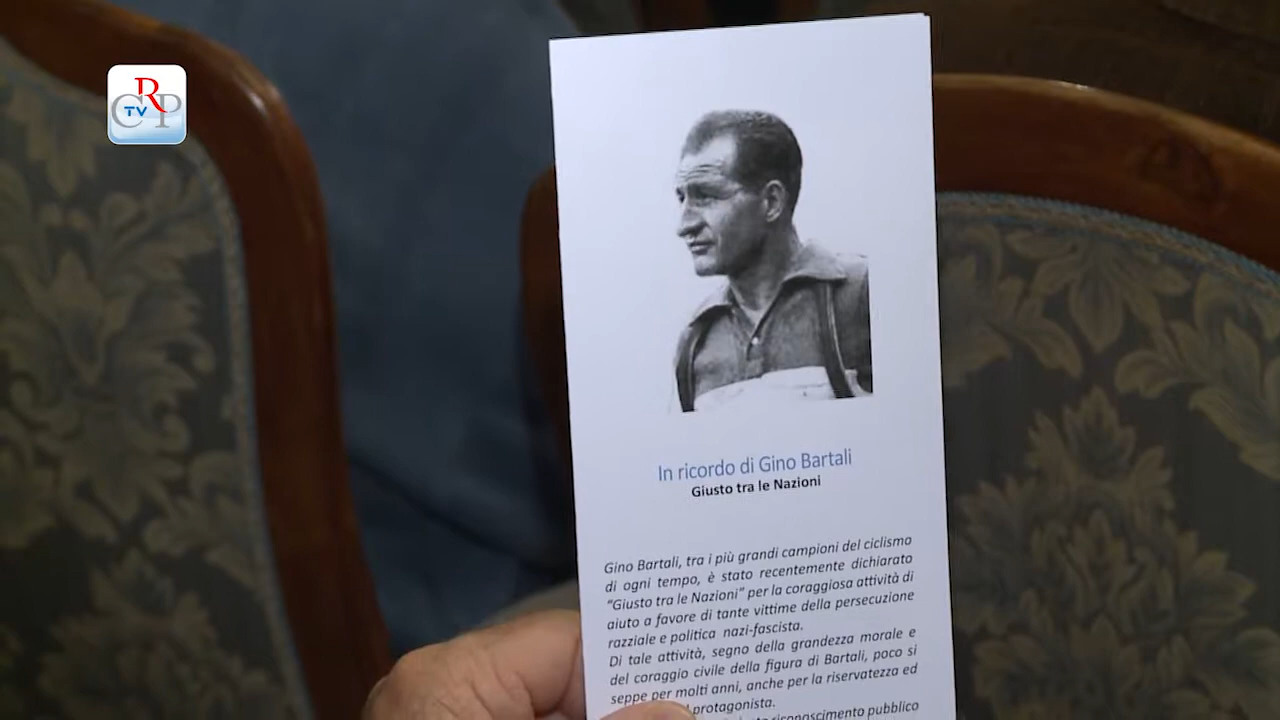 CRP
TV
In ricordo di Gino Bartali
Giusto tra le Nazioni
Gino Bartali, tra i più grandi campioni del ciclismo
di ogni tempo, è stato recentemente dichiarato
“Giusto tra le Nazioni” per la coraggiosa attività di
aiuto a favore di tante vittime della persecuzione
razziale e politica nazi-fascista.
Di tale attività, segno della grandezza morale e
del coraggio civile della figura di Bartali, poco si
seppe per molti anni, anche per la riservatezza ed
protagonista.
riconoscimento pubblico